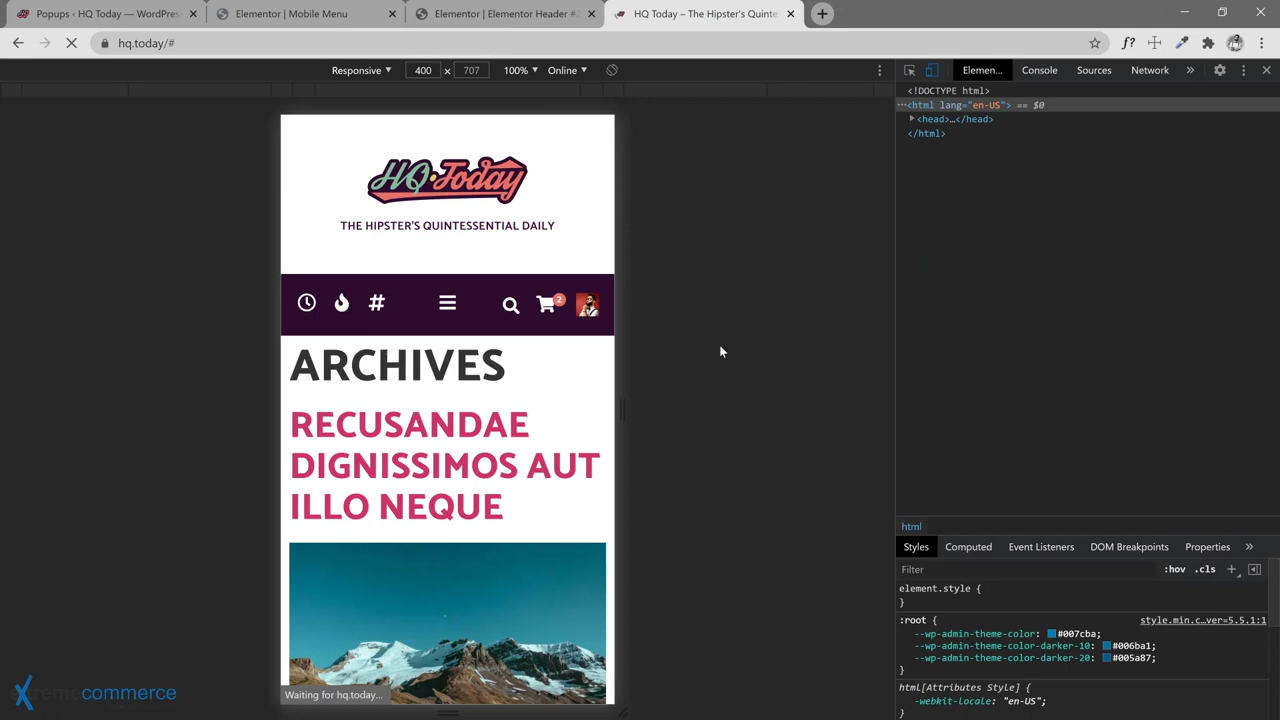 Popups ‹ HQ Today — WordPres
Elementor | Mobile Menu
Elementor | Elementor Header #2
HQ Today – The Hipster's Quinte
hq.today/#
Responsive
400 × 707
100%
Online
Elemen...
Console
Sources
Network
<!DOCTYPE html>
<html lang="en-US"> == $0
<head>…</head>
</html>
HQ·Today
THE HIPSTER'S QUINTESSENTIAL DAILY
2
ARCHIVES
RECUSANDAE
DIGNISSIMOS AUT
ILLO NEQUE
Waiting for hq.today...
html
Styles
Computed
Event Listeners
DOM Breakpoints
Properties
Filter
:hov .cls
element.style {
}
:root {
style.min.c…ver=5.5.1:1
--wp-admin-theme-color: #007cba;
--wp-admin-theme-color-darker-10: #006ba1;
--wp-admin-theme-color-darker-20: #005a87;
}
html[Attributes Style] {
-webkit-locale: "en-US";
}
extremecommerce